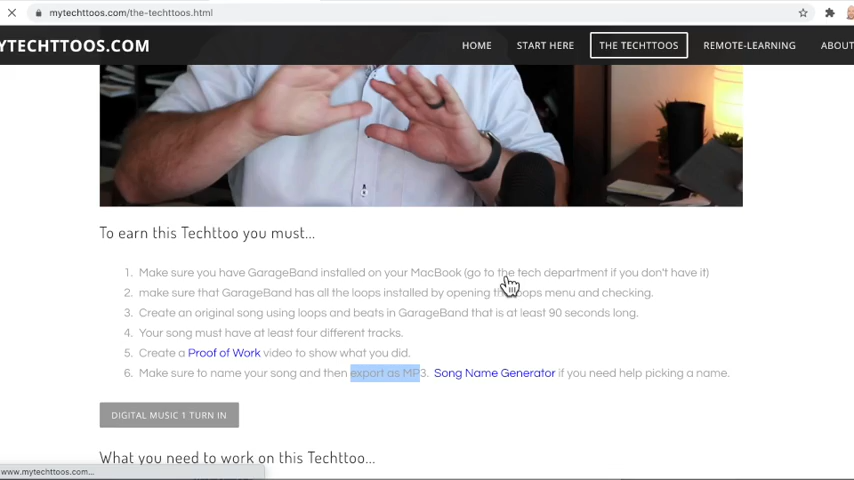 mytechttoos.com/the-techttoos.html
YTECHTTOOS.COM HOME START HERE THE TECHTTOOS REMOTE-LEARNING ABOU
To earn this Techttoo you must...
1. Make sure you have GarageBand installed on your MacBook (go to the tech department if you don't have it)
2. make sure that GarageBand has all the loops installed by opening the loops menu and checking.
3. Create an original song using loops and beats in GarageBand that is at least 90 seconds long.
4. Your song must have at least four different tracks.
5. Create a Proof of Work video to show what you did.
6. Make sure to name your song and then export as MP3. Song Name Generator if you need help picking a name.
DIGITAL MUSIC 1 TURN IN
What you need to work on this Techttoo...
www.mytechttoos.com...